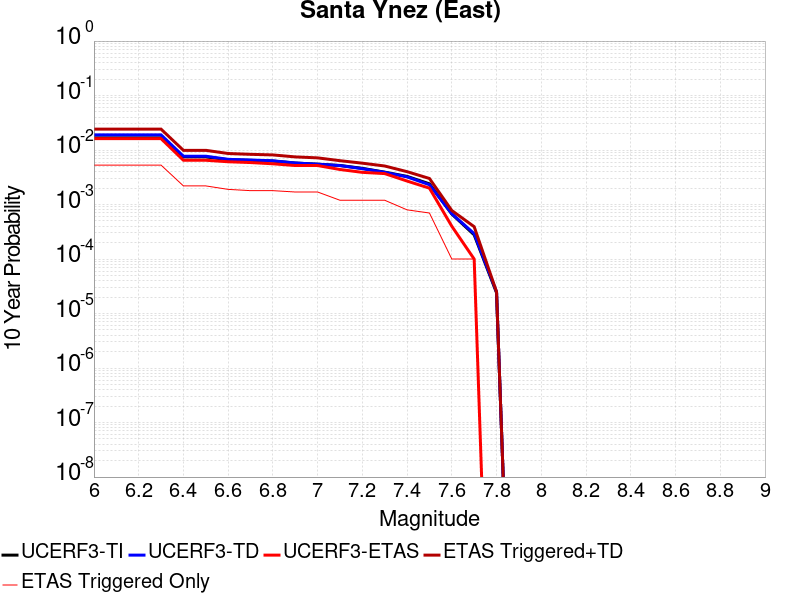 Santa Ynez (East)
10^0
10^-1
10^-2
10^-3
10^-4
10^-5
10^-6
10^-7
10^-8
10 Year Probability
6 6.2 6.4 6.6 6.8 7 7.2 7.4 7.6 7.8 8 8.2 8.4 8.6 8.8 9
Magnitude
UCERF3-TI UCERF3-TD UCERF3-ETAS ETAS Triggered+TD
ETAS Triggered Only